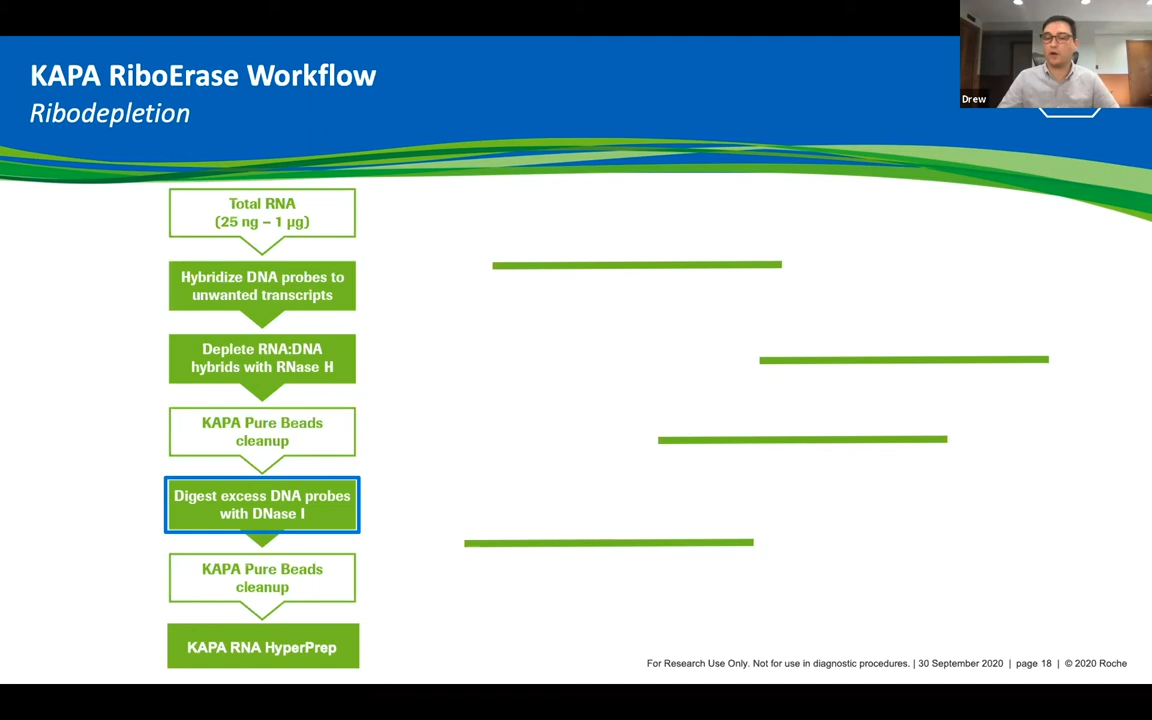 KAPA RiboErase Workflow
Ribodepletion
Drew
Total RNA
(25 ng – 1 µg)
Hybridize DNA probes to
unwanted transcripts
Deplete RNA:DNA
hybrids with RNase H
KAPA Pure Beads
cleanup
Digest excess DNA probes
with DNase I
KAPA Pure Beads
cleanup
KAPA RNA HyperPrep
For Research Use Only. Not for use in diagnostic procedures. | 30 September 2020 | page 18 | © 2020 Roche